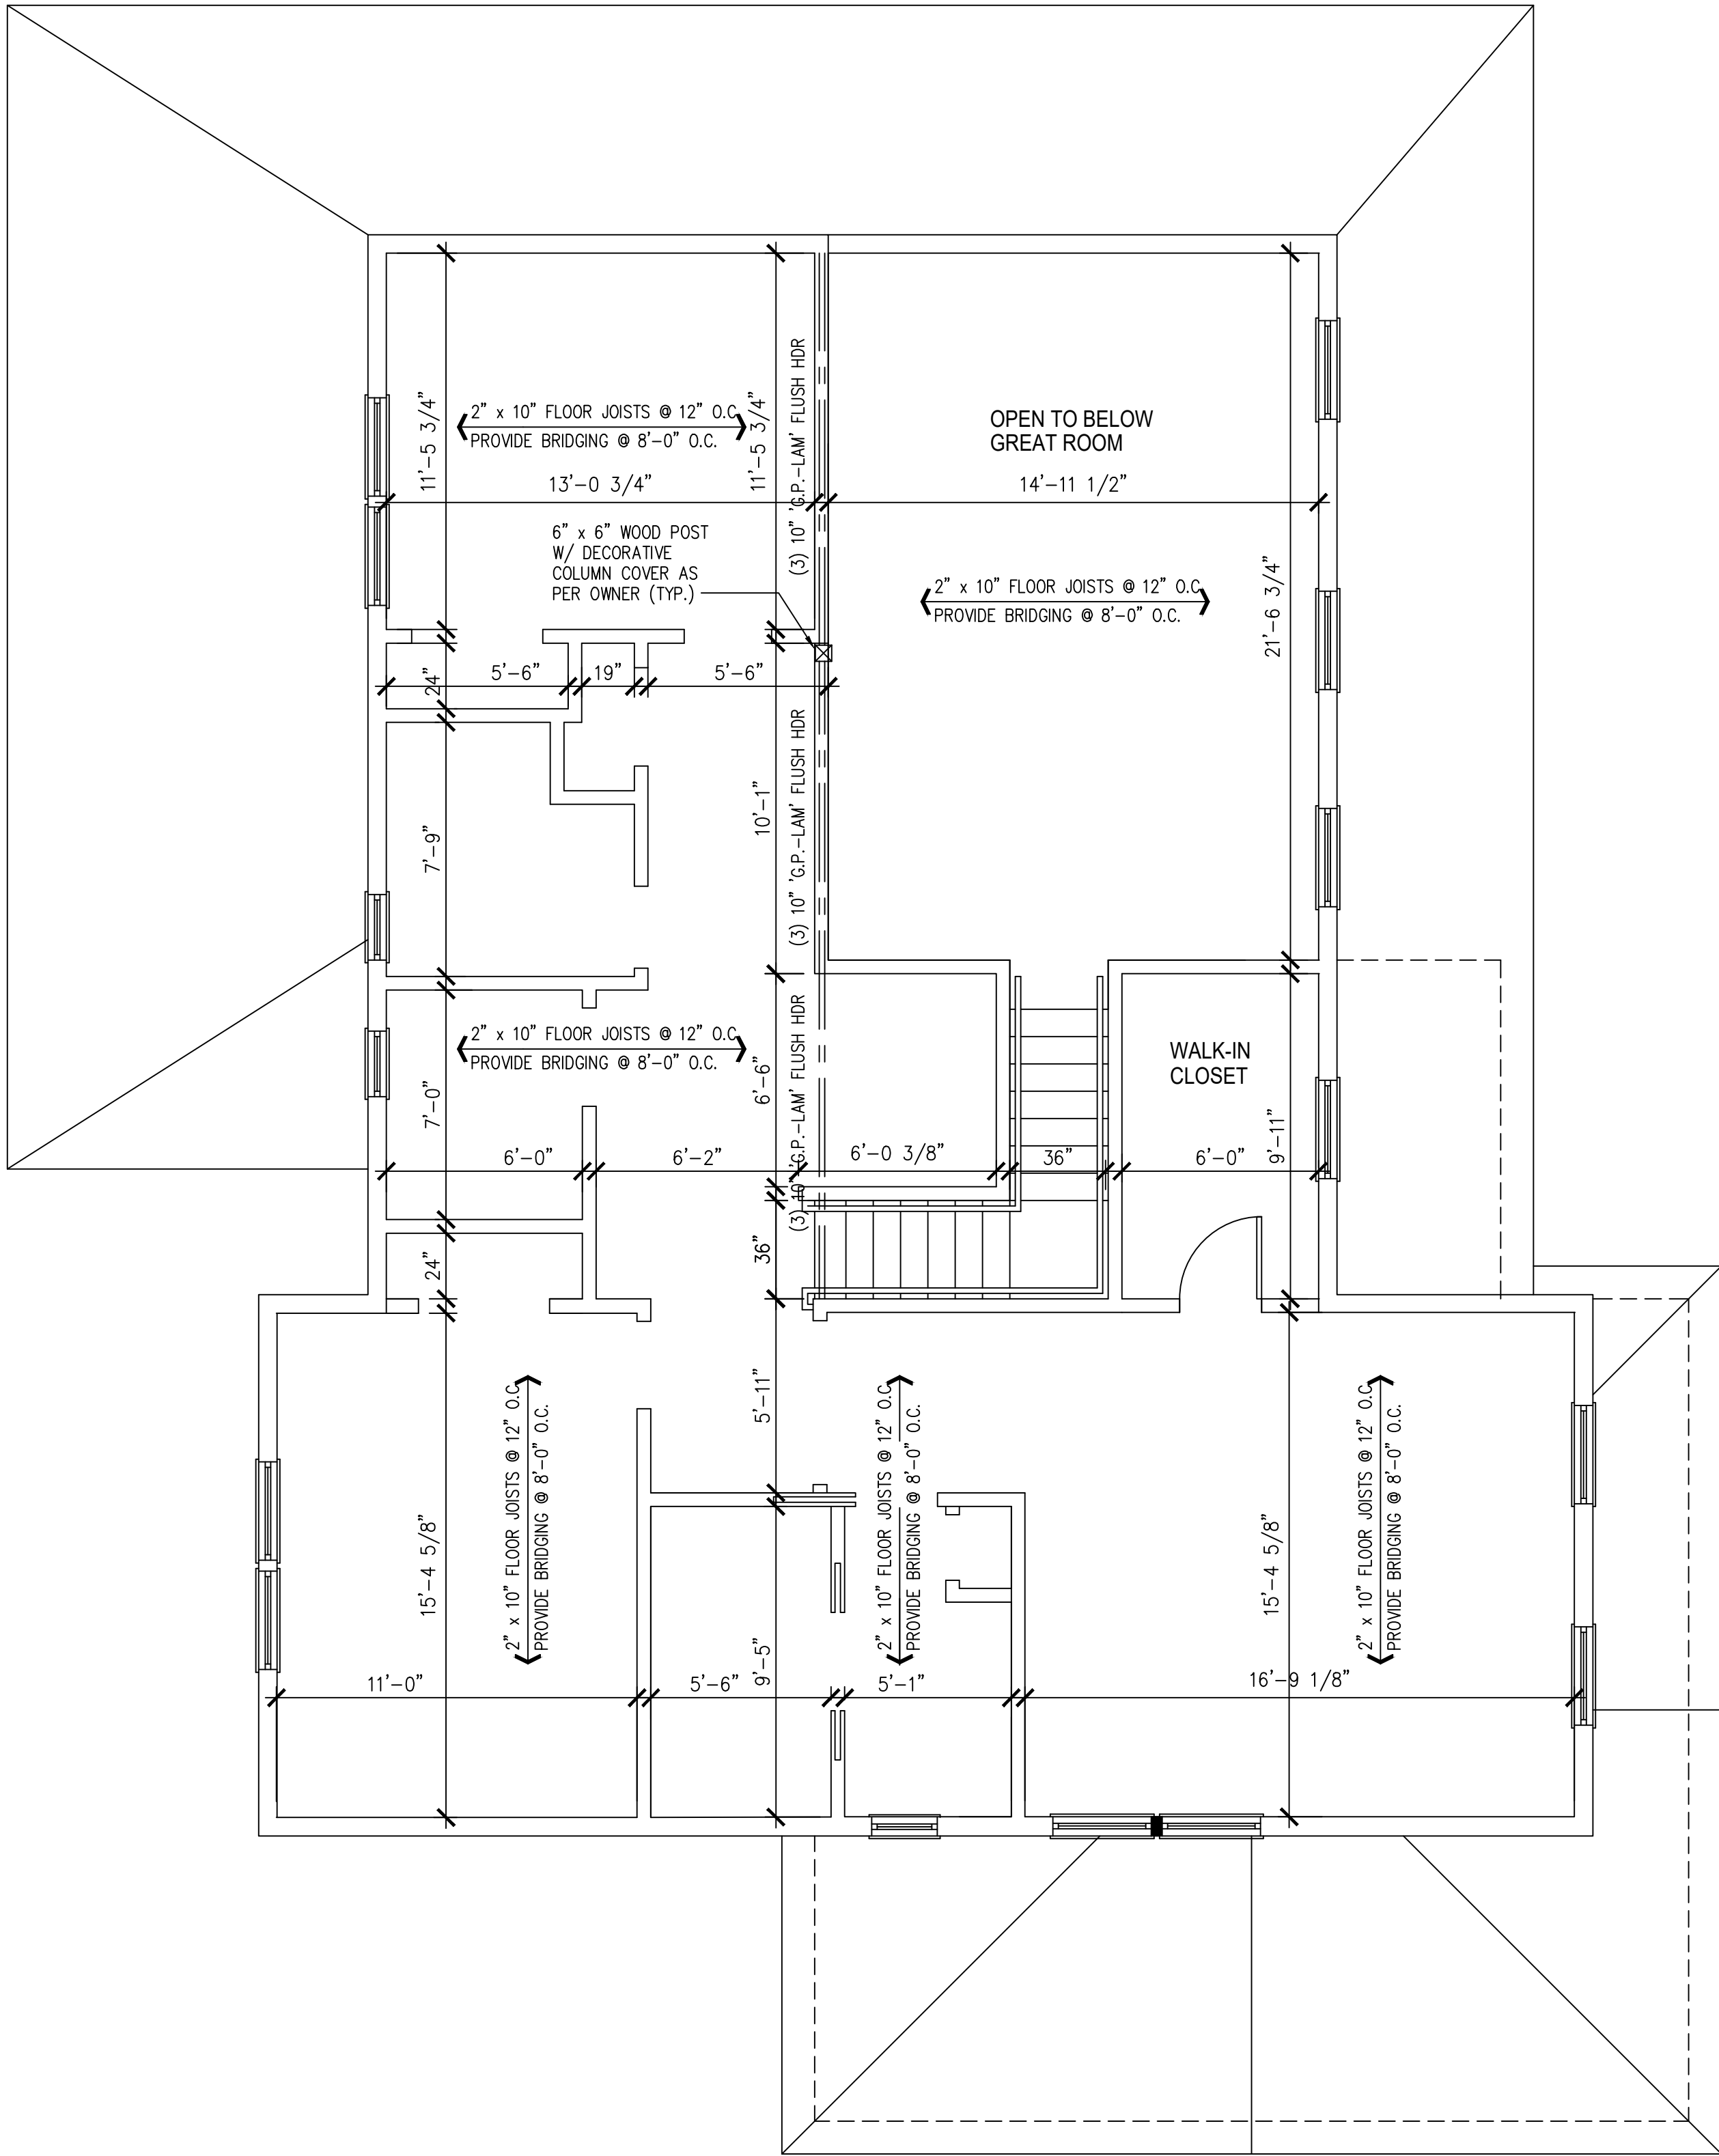 2" x 10" FLOOR JOISTS @ 12" O.C.
PROVIDE BRIDGING @ 8'-0" O.C.
11'-5 3/4"
11'-5 3/4"
(3) 10" 'G.P.-LAM' FLUSH HDR
OPEN TO BELOW
GREAT ROOM
13'-0 3/4"
14'-11 1/2"
6" x 6" WOOD POST
W/ DECORATIVE
COLUMN COVER AS
PER OWNER (TYP.)
2" x 10" FLOOR JOISTS @ 12" O.C.
PROVIDE BRIDGING @ 8'-0" O.C.
21'-6 3/4"
24"
5'-6"
19"
5'-6"
7'-9"
10'-1"
(3) 10" 'G.P.-LAM' FLUSH HDR
2" x 10" FLOOR JOISTS @ 12" O.C.
PROVIDE BRIDGING @ 8'-0" O.C.
WALK-IN
CLOSET
7'-0"
6'-6"
(3) 10" 'G.P.-LAM' FLUSH HDR
9'-11"
6'-0"
6'-2"
6'-0 3/8"
36"
6'-0"
24"
36"
5'-11"
2" x 10" FLOOR JOISTS @ 12" O.C.
PROVIDE BRIDGING @ 8'-0" O.C.
2" x 10" FLOOR JOISTS @ 12" O.C.
PROVIDE BRIDGING @ 8'-0" O.C.
2" x 10" FLOOR JOISTS @ 12" O.C.
PROVIDE BRIDGING @ 8'-0" O.C.
15'-4 5/8"
15'-4 5/8"
9'-5"
11'-0"
5'-6"
5'-1"
16'-9 1/8"